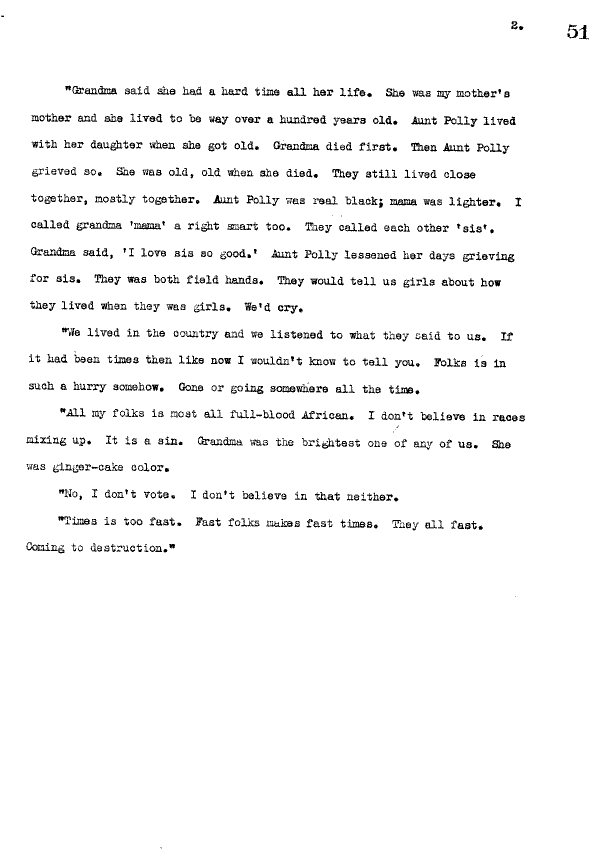 2. 51
"Grandma said she had a hard time all her life. She was my mother's
mother and she lived to be way over a hundred years old. Aunt Polly lived
with her daughter when she got old. Grandma died first. Then Aunt Polly
grieved so. She was old, old when she died. They still lived close
together, mostly together. Aunt Polly was real black; mama was lighter. I
called grandma 'mama' a right smart too. They called each other 'sis'.
Grandma said, 'I love sis so good.' Aunt Polly lessened her days grieving
for sis. They was both field hands. They would tell us girls about how
they lived when they was girls. We'd cry.
"We lived in the country and we listened to what they said to us. If
it had been times then like now I wouldn't know to tell you. Folks is in
such a hurry somehow. Gone or going somewhere all the time.
"All my folks is most all full-blood African. I don't believe in races
mixing up. It is a sin. Grandma was the brightest one of any of us. She
was ginger-cake color.
"No, I don't vote. I don't believe in that neither.
"Times is too fast. Fast folks makes fast times. They all fast.
Coming to destruction."